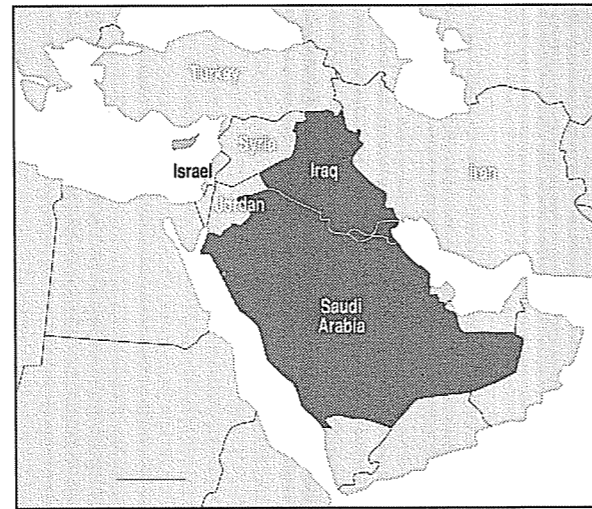 Turkey
Syria
Israel
Iraq
Iran
Jordan
Saudi
Arabia